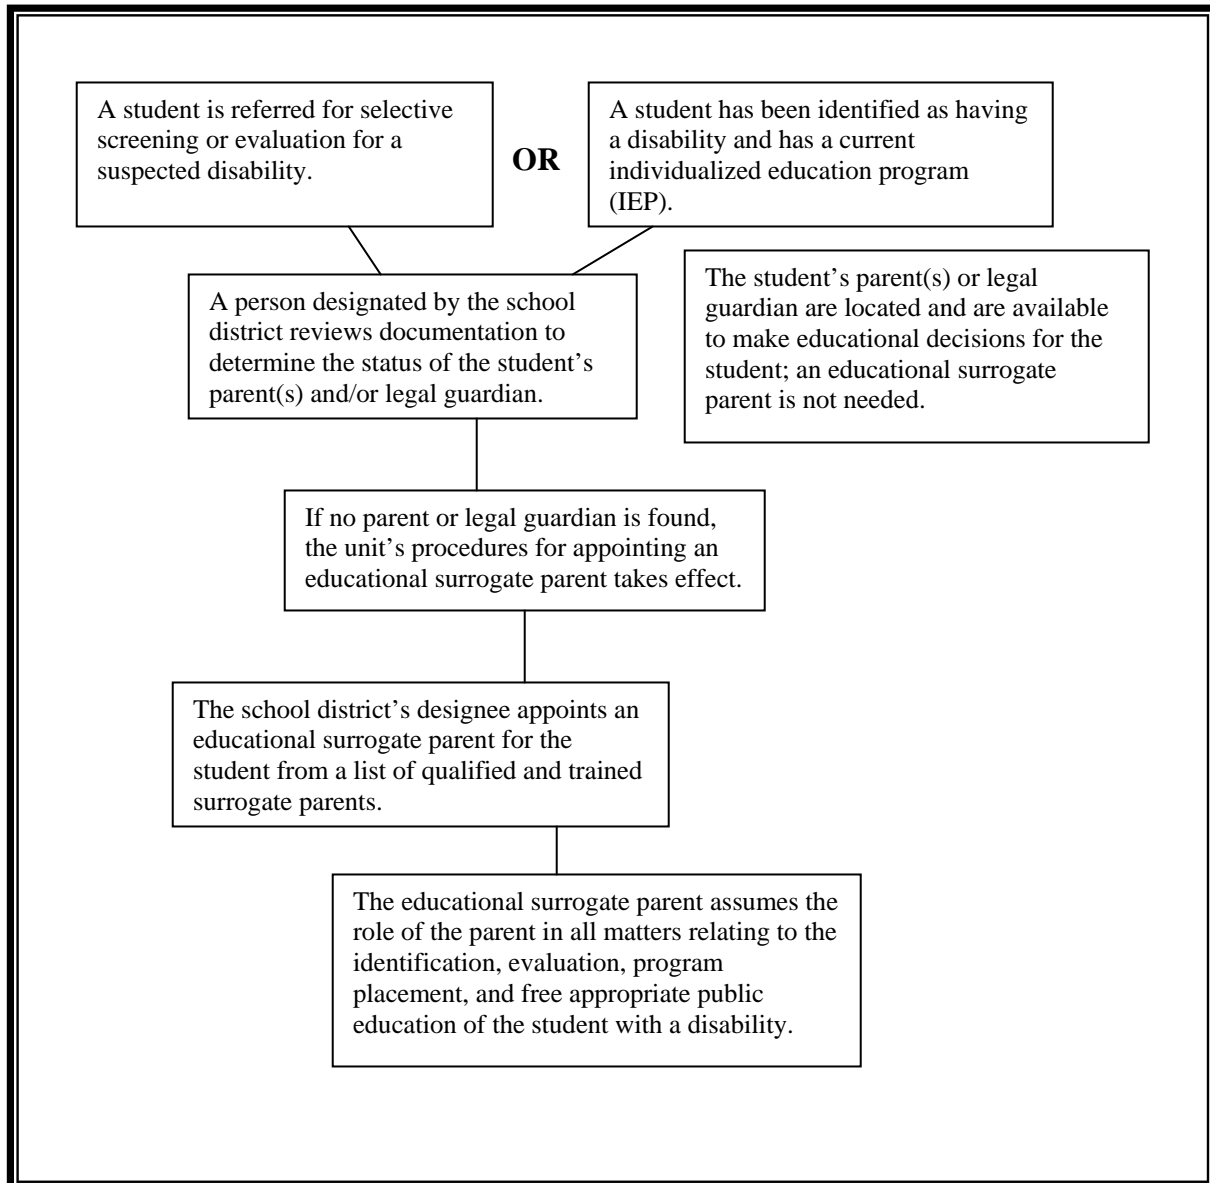 A student is referred for selective
screening or evaluation for a
suspected disability.
OR
A student has been identified as having
a disability and has a current
individualized education program
(IEP).
The student’s parent(s) or legal
guardian are located and are available
to make educational decisions for the
student; an educational surrogate
parent is not needed.
A person designated by the school
district reviews documentation to
determine the status of the student’s
parent(s) and/or legal guardian.
If no parent or legal guardian is found,
the unit’s procedures for appointing an
educational surrogate parent takes effect.
The school district’s designee appoints an
educational surrogate parent for the
student from a list of qualified and trained
surrogate parents.
The educational surrogate parent assumes the
role of the parent in all matters relating to the
identification, evaluation, program
placement, and free appropriate public
education of the student with a disability.